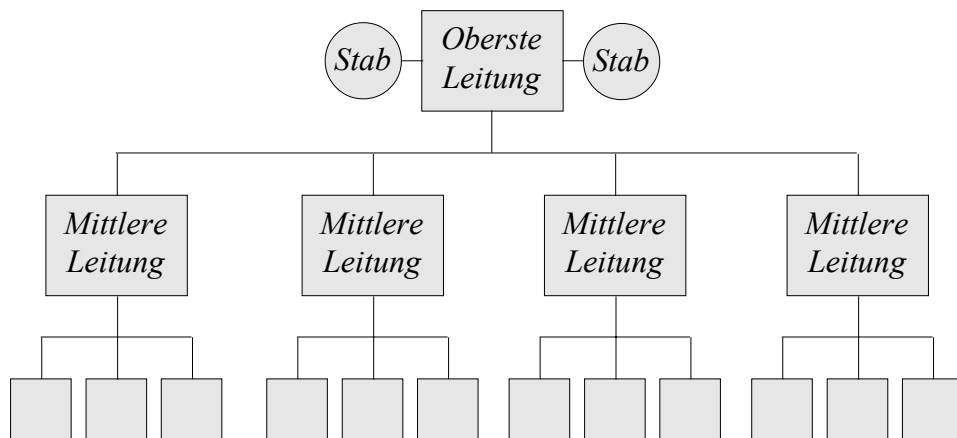 Stab
Oberste
Leitung
Stab
Mittlere
Leitung
Mittlere
Leitung
Mittlere
Leitung
Mittlere
Leitung